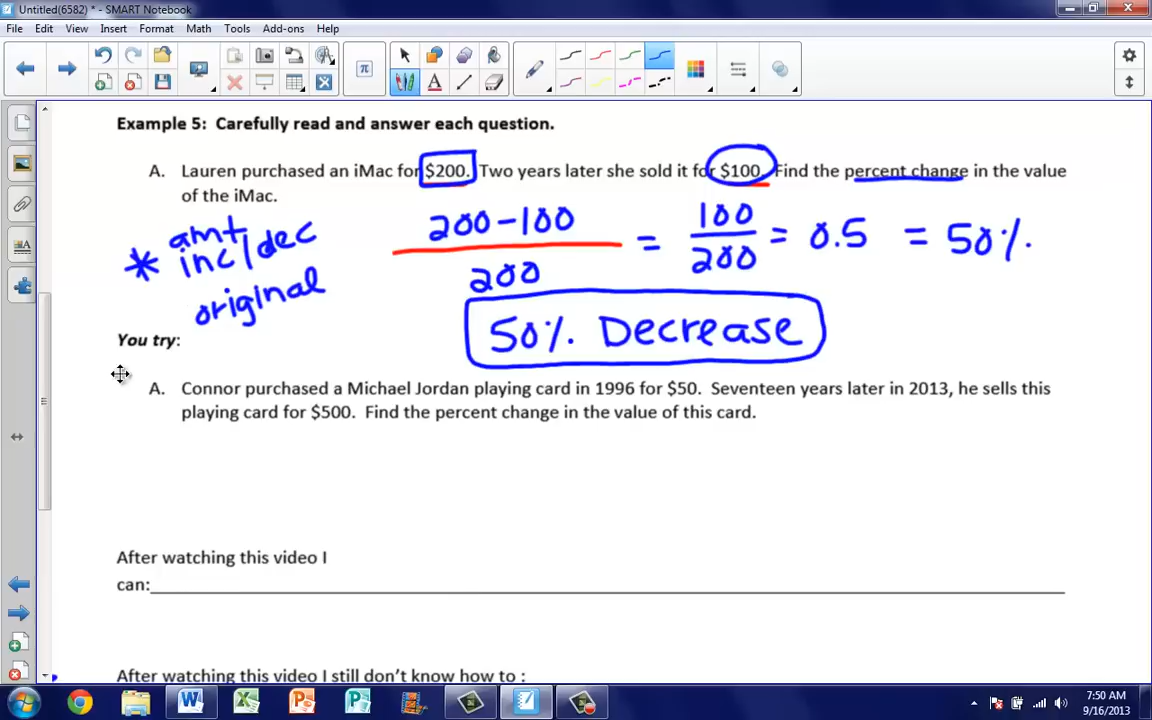 Untitled(6582) * - SMART Notebook
File Edit View Insert Format Math Tools Add-ons Help
π A
Example 5: Carefully read and answer each question.
A. Lauren purchased an iMac for $200. Two years later she sold it for $100. Find the percent change in the value
of the iMac.
* amt inc/dec original
200-100 / 200 = 100 / 200 = 0.5 = 50%.
50%. Decrease
You try:
A. Connor purchased a Michael Jordan playing card in 1996 for $50. Seventeen years later in 2013, he sells this
playing card for $500. Find the percent change in the value of this card.
After watching this video I
can:
After watching this video I still don't know how to :
7:50 AM
9/16/2013